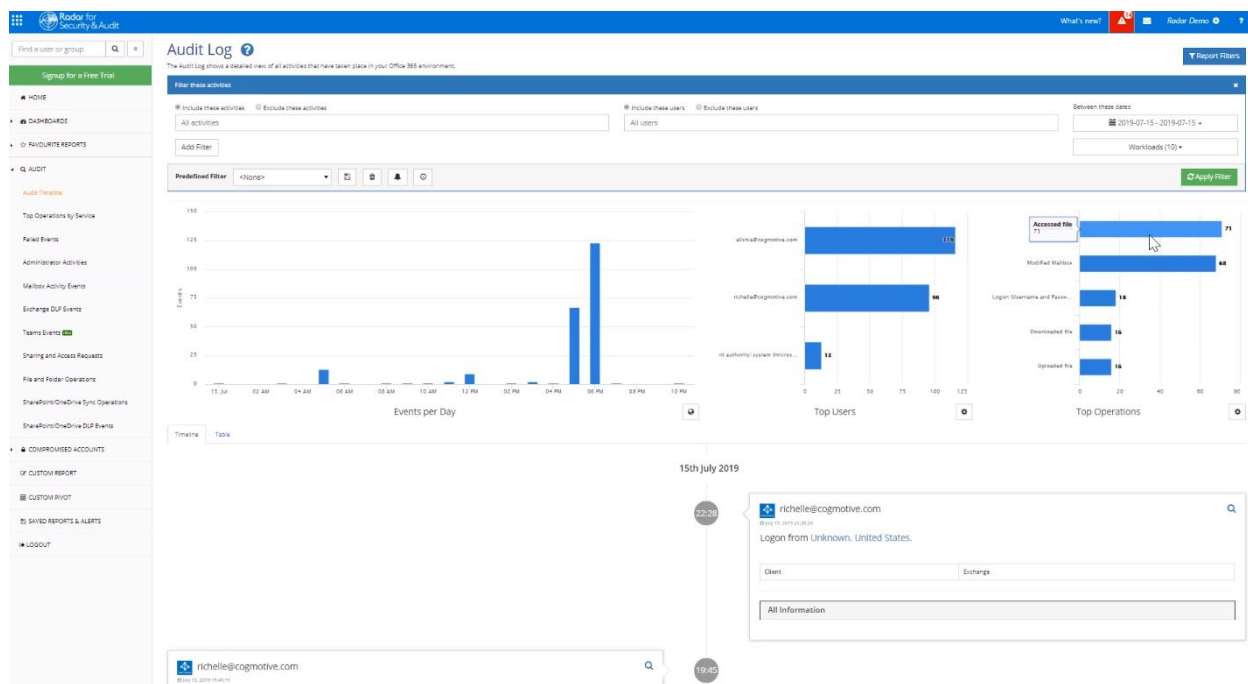 Radar for
Security & Audit
What's new?
Radar Demo
?
Find a user or group
Signup for a Free Trial
HOME
DASHBOARDS
FAVOURITE REPORTS
AUDIT
Audit Timeline
Top Operations by Service
Failed Events
Administrator Activities
Mailbox Activity Events
Exchange DLP Events
Teams Events
Sharing and Access Requests
File and Folder Operations
SharePoint/OneDrive Sync Operations
SharePoint/OneDrive DLP Events
COMPROMISED ACCOUNTS
CUSTOM REPORT
CUSTOM PIVOT
SAVED REPORTS & ALERTS
LOGOUT
Audit Log
The Audit Log shows a detailed view of all activities that have taken place in your Office 365 environment.
Report Filters
Filter these activities
Include these activities Exclude these activities
All activities
Include these users Exclude these users
All users
Between these dates
2019-07-15 - 2019-07-15
Add Filter
Workloads (10)
Predefined Filter <None>
Apply Filter
150
125
100
75
50
25
0
Events
15. Jul 02 AM 04 AM 06 AM 08 AM 10 AM 12 PM 02 PM 04 PM 06 PM 08 PM 10 PM
Events per Day
richelle@cogmotive.com 96
12
0 25 50 75 100 125
Top Users
Accessed file
71
71
Modified Mailbox 68
Logon (Username and Passw... 18
Downloaded file 16
Uploaded file 16
0 20 40 60 80
Top Operations
Timeline Table
15th July 2019
22:28
richelle@cogmotive.com
Logon from Unknown, United States.
Client Exchange
All Information
19:45
richelle@cogmotive.com